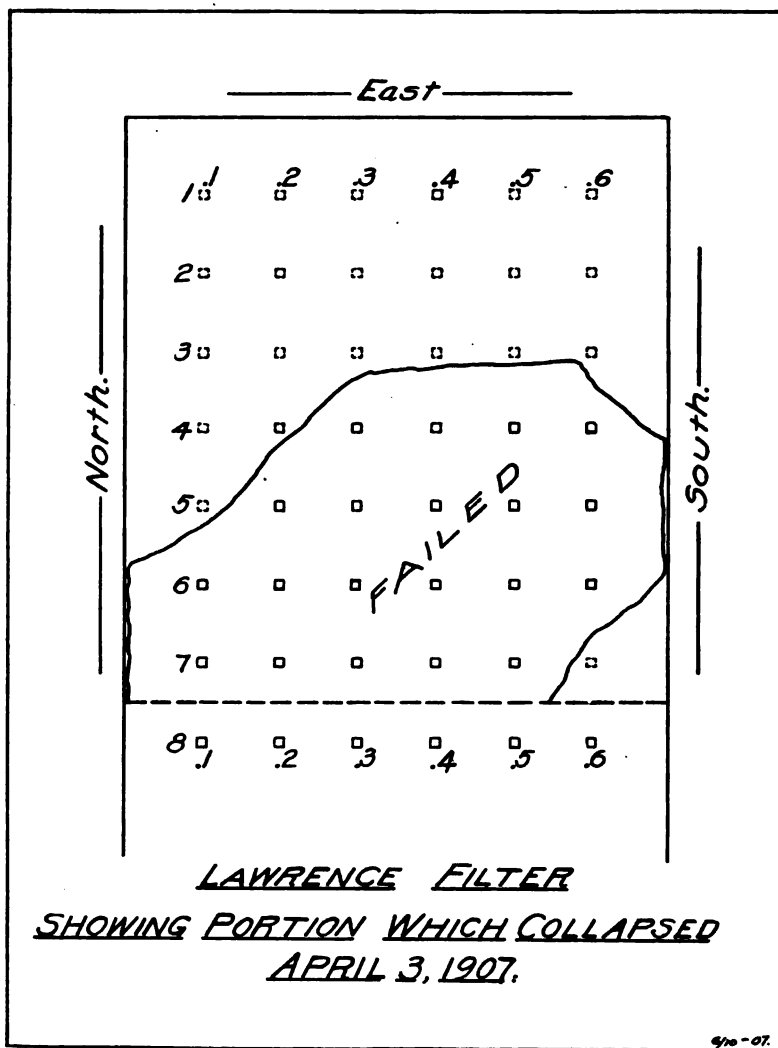 East
.1 .2 .3 .4 .5 .6
1
2
3
North.
South.
4
5
FAILED
6
7
8
.1 .2 .3 .4 .5 .6
LAWRENCE FILTER
SHOWING PORTION WHICH COLLAPSED
APRIL 3, 1907.